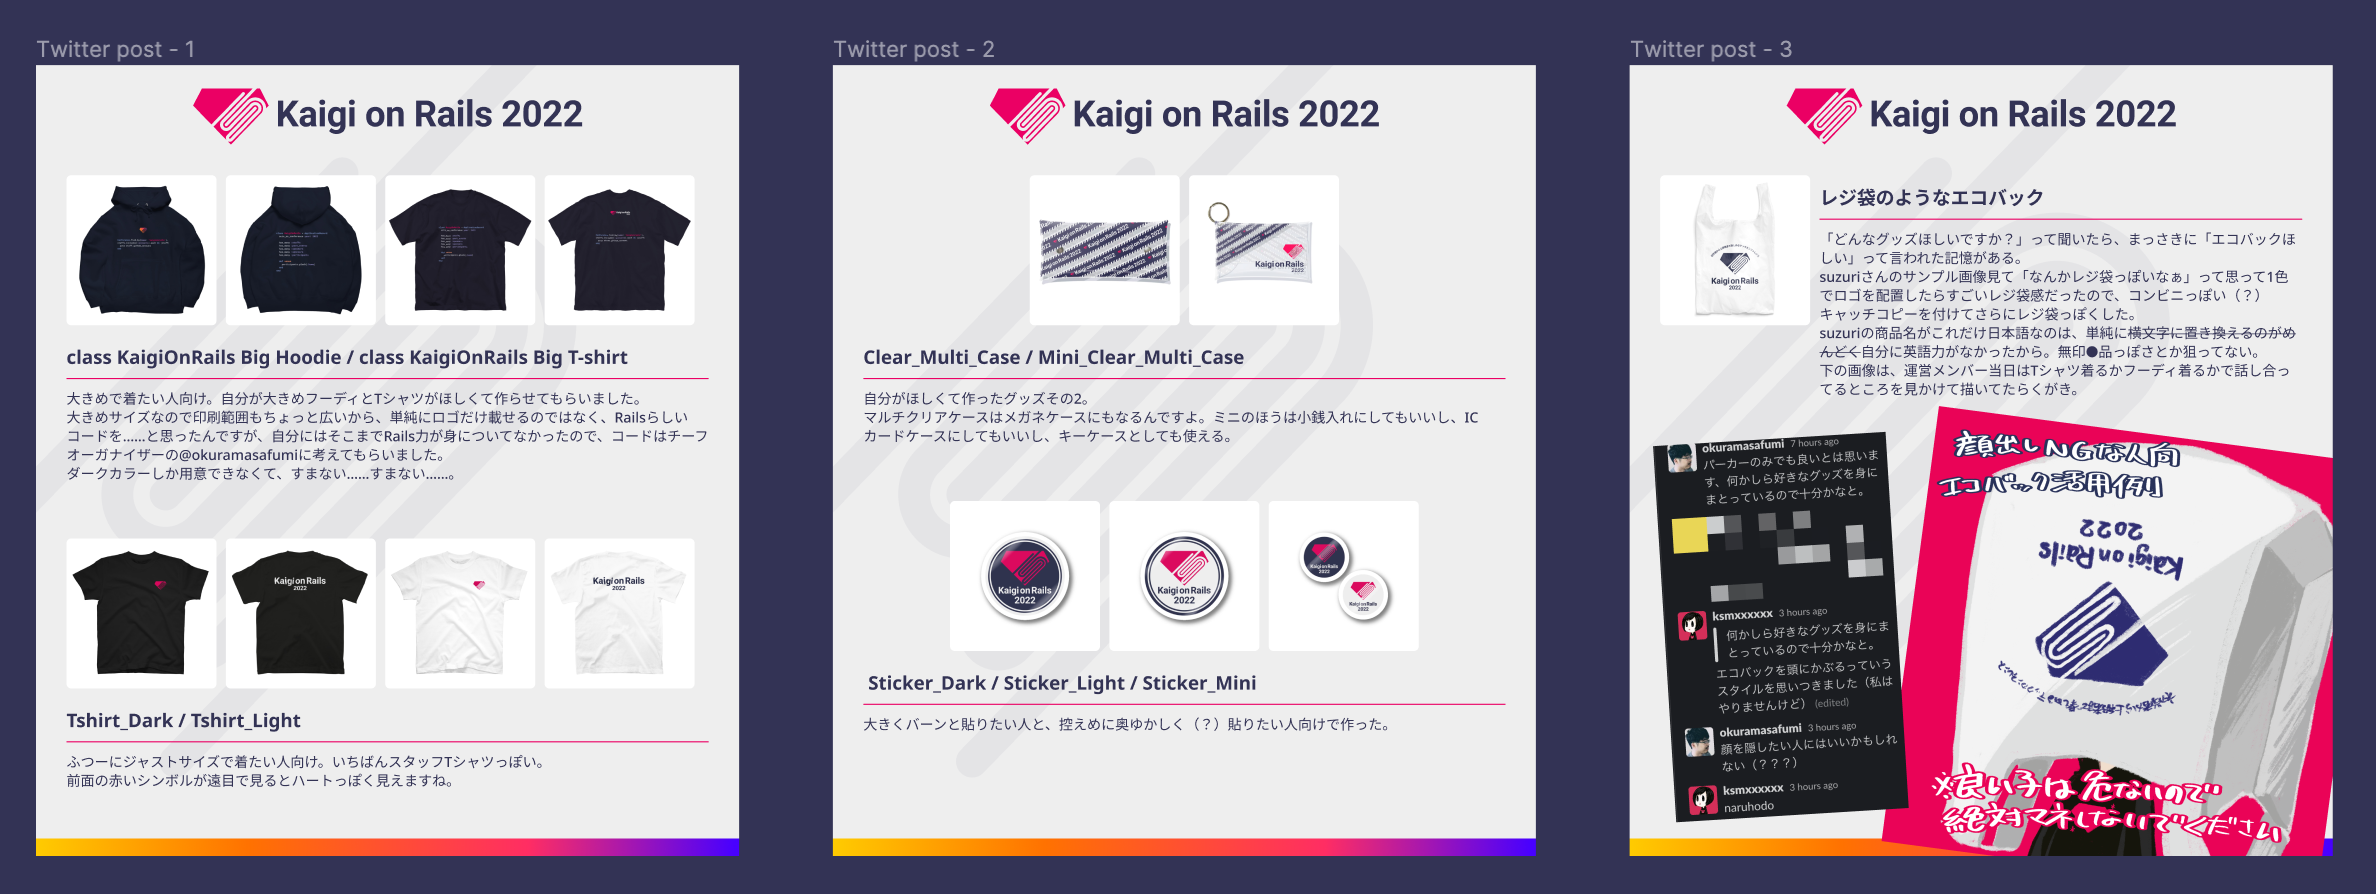 Twitter post - 1
Kaigi on Rails 2022
class KaigiOnRails Big Hoodie / class KaigiOnRails Big T-shirt
大きめで着たい人向け。自分が大きめフーディとTシャツがほしくて作らせてもらいました。
大きめサイズなので印刷範囲もちょっと広いから、単純にロゴだけ載せるのではなく、Railsらしい
コードを……と思ったんですが、自分にはそこまでRails力が身についてなかったので、コードはチーフ
オーガナイザーの@okuramasafumiに考えてもらいました。
ダークカラーしか用意できなくて、すまない……すまない……。
Kaigi on Rails
2022
Kaigi on Rails
2022
Tshirt_Dark / Tshirt_Light
ふつーにジャストサイズで着たい人向け。いちばんスタッフTシャツっぽい。
前面の赤いシンボルが遠目で見るとハートっぽく見えますね。
Twitter post - 2
Kaigi on Rails 2022
Kaigi on Rails
Kaigi on Rails
2022
Clear_Multi_Case / Mini_Clear_Multi_Case
自分がほしくて作ったグッズその2。
マルチクリアケースはメガネケースにもなるんですよ。ミニのほうは小銭入れにしてもいいし、IC
カードケースにしてもいいし、キーケースとしても使える。
Kaigi on Rails
2022
Kaigi on Rails
2022
Kaigi on Rails
2022
Kaigi on Rails
2022
Sticker_Dark / Sticker_Light / Sticker_Mini
大きくバーンと貼りたい人と、控えめに奥ゆかしく（？）貼りたい人向けで作った。
Twitter post - 3
Kaigi on Rails 2022
Kaigi on Rails
2022
レジ袋のようなエコバック
「どんなグッズほしいですか？」って聞いたら、まっさきに「エコバックほ
しい」って言われた記憶がある。
suzuriさんのサンプル画像見て「なんかレジ袋っぽいなぁ」って思って1色
でロゴを配置したらすごいレジ袋感だったので、コンビニっぽい（？）
キャッチコピーを付けてさらにレジ袋っぽくした。
suzuriの商品名がこれだけ日本語なのは、単純に横文字に置き換えるのがめ
んどく自分に英語力がなかったから。無印●品っぽさとか狙ってない。
下の画像は、運営メンバー当日はTシャツ着るかフーディ着るかで話し合っ
てるところを見かけて描いてたらくがき。
okuramasafumi 7 hours ago
パーカーのみでも良いとは思いま
す、何かしら好きなグッズを身に
まとっているので十分かなと。
ksmxxxxxx 3 hours ago
何かしら好きなグッズを身にま
とっているので十分かなと。
エコバックを頭にかぶるっていう
スタイルを思いつきました（私は
やりませんけど） (edited)
okuramasafumi 3 hours ago
顔を隠したい人にはいいかもしれ
ない（？？？）
ksmxxxxxx 3 hours ago
naruhodo
顔出しNGな人向
エコバック活用例
Kaigi on Rails
2022
※良い子は危ないので
絶対マネしないでください